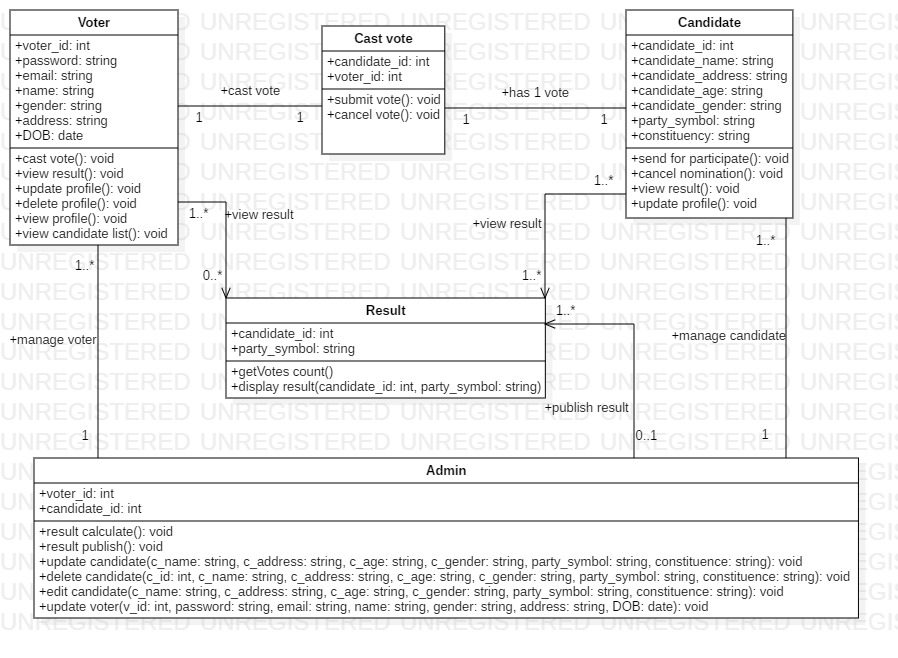 Voter
+voter_id: int
+password: string
+email: string
+name: string
+gender: string
+address: string
+DOB: date
+cast vote(): void
+view result(): void
+update profile(): void
+delete profile(): void
+view profile(): void
+view candidate list(): void
+cast vote
1
1
Cast vote
+candidate_id: int
+voter_id: int
+submit vote(): void
+cancel vote(): void
+has 1 vote
1
1
Candidate
+candidate_id: int
+candidate_name: string
+candidate_address: string
+candidate_age: string
+candidate_gender: string
+party_symbol: string
+constituency: string
+send for participate(): void
+cancel nomination(): void
+view result(): void
+update profile(): void
1..*
+view result
0..*
1..*
+view result
1..*
1..*
+manage voter
1
Result
+candidate_id: int
+party_symbol: string
+getVotes count()
+display result(candidate_id: int, party_symbol: string)
1..*
+publish result
0..1
1..*
+manage candidate
1
Admin
+voter_id: int
+candidate_id: int
+result calculate(): void
+result publish(): void
+update candidate(c_name: string, c_address: string, c_age: string, c_gender: string, party_symbol: string, constituence: string): void
+delete candidate(c_id: int, c_name: string, c_address: string, c_age: string, c_gender: string, party_symbol: string, constituence: string): void
+edit candidate(c_name: string, c_address: string, c_age: string, c_gender: string, party_symbol: string, constituence: string): void
+update voter(v_id: int, password: string, email: string, name: string, gender: string, address: string, DOB: date): void
UNREGISTERED